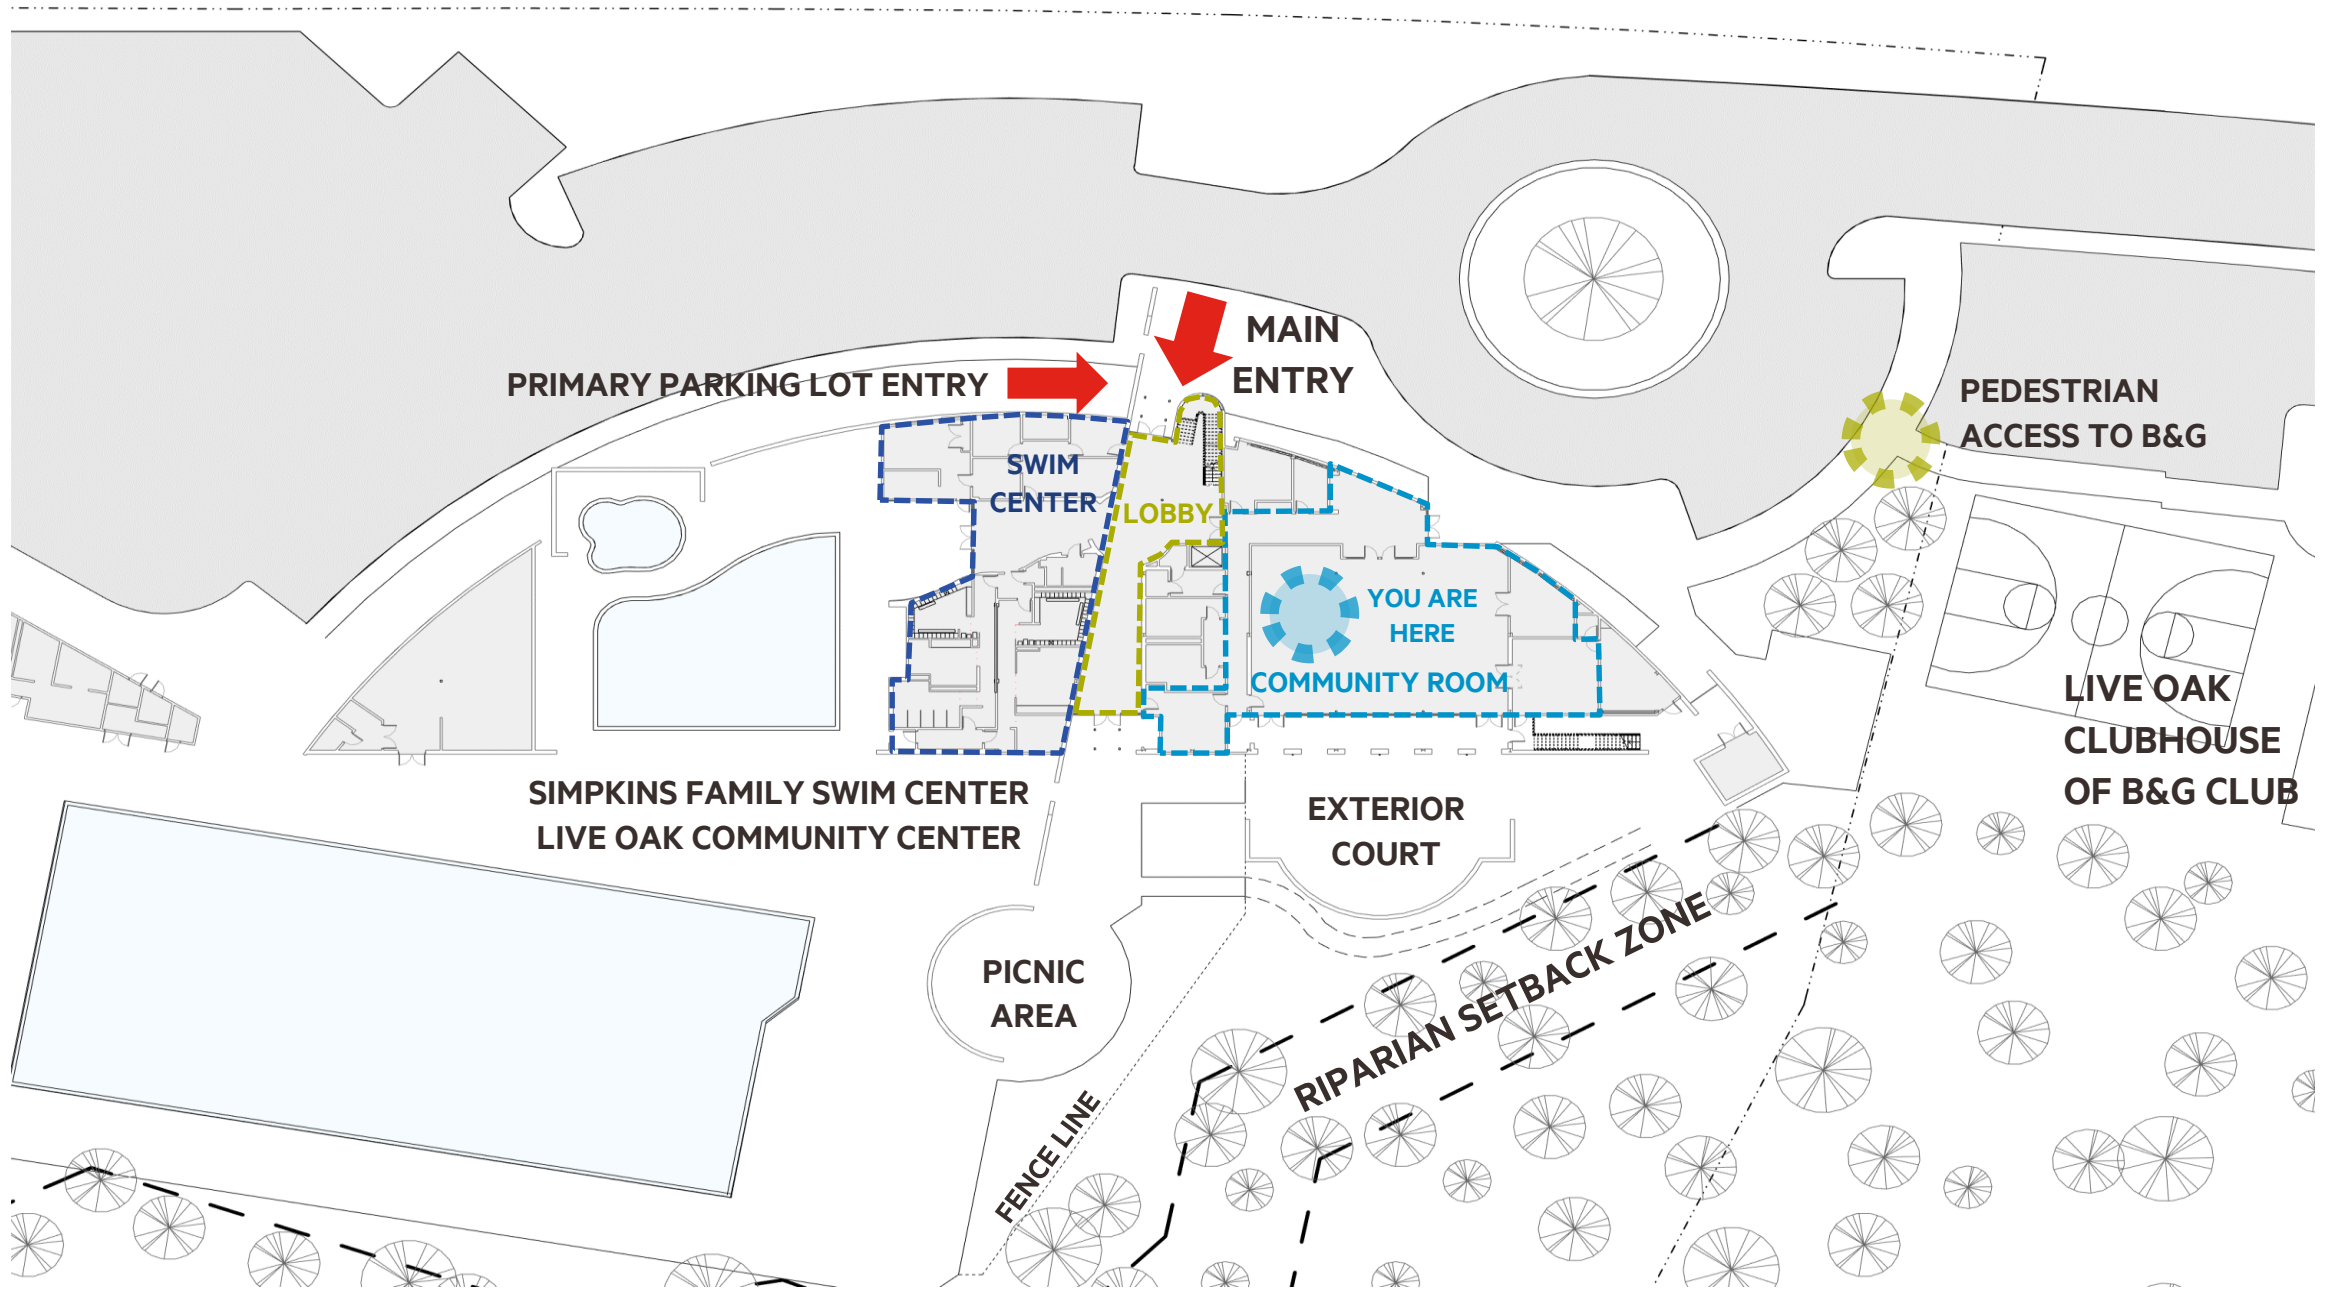 MAIN
ENTRY
PRIMARY PARKING LOT ENTRY
PEDESTRIAN
ACCESS TO B&G
SWIM
CENTER
LOBBY
YOU ARE
HERE
COMMUNITY ROOM
LIVE OAK
CLUBHOUSE
OF B&G CLUB
SIMPKINS FAMILY SWIM CENTER
LIVE OAK COMMUNITY CENTER
EXTERIOR
COURT
PICNIC
AREA
RIPARIAN SETBACK ZONE
FENCE LINE